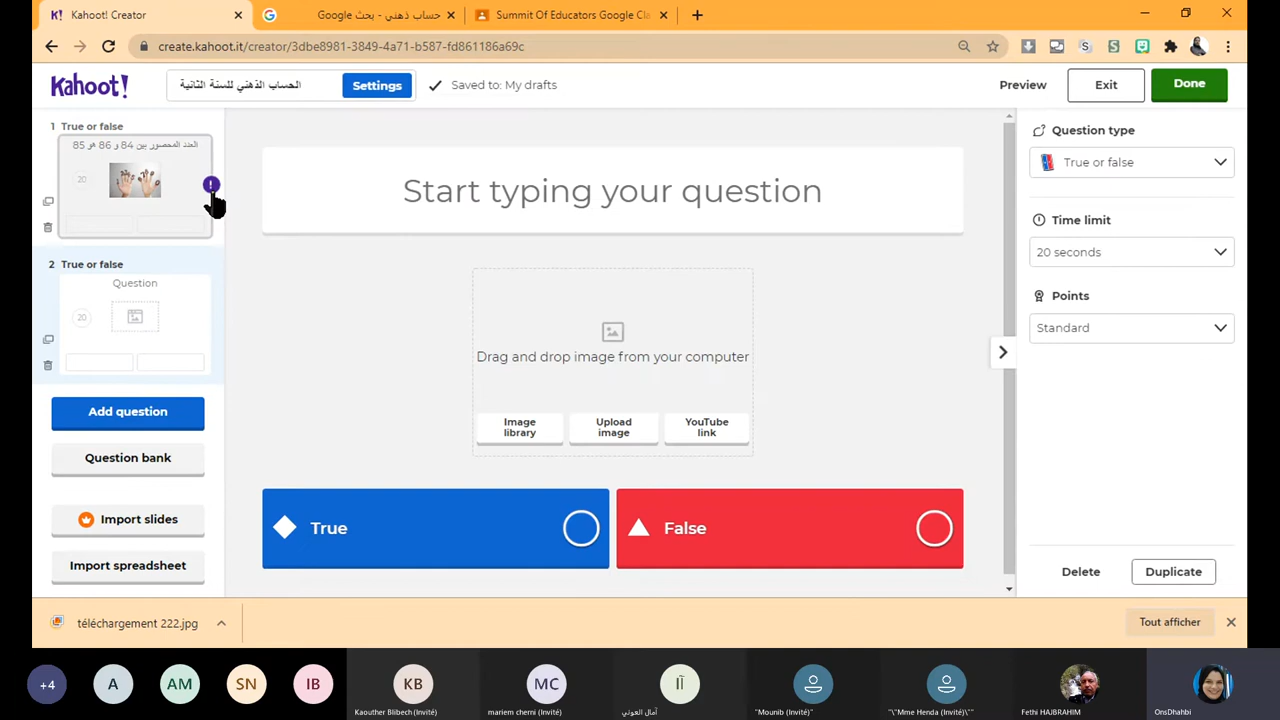 Kahoot! Creator
حساب ذهني - بحث Google
Summit Of Educators Google Cla
create.kahoot.it/creator/3dbe8981-3849-4a71-b587-fd861186a69c
Kahoot!
الحساب الذهني للسنة الثانية
Settings
Saved to: My drafts
Preview
Exit
Done
1 True or false
العدد المحصور بين 84 و 86 هو 85
20
2 True or false
Question
20
Add question
Question bank
Import slides
Import spreadsheet
Start typing your question
Drag and drop image from your computer
Image library
Upload image
YouTube link
True
False
Question type
True or false
Time limit
20 seconds
Points
Standard
Delete
Duplicate
téléchargement 222.jpg
Tout afficher
+4
A
AM
SN
IB
KB
Kaouther Blibech (Invité)
MC
mariem cherni (Invité)
آمال العوني
"Mounib (Invité)"
"\"Mme Henda (Invité)\""
Fethi HAJBRAHIM
OnsDhahbi